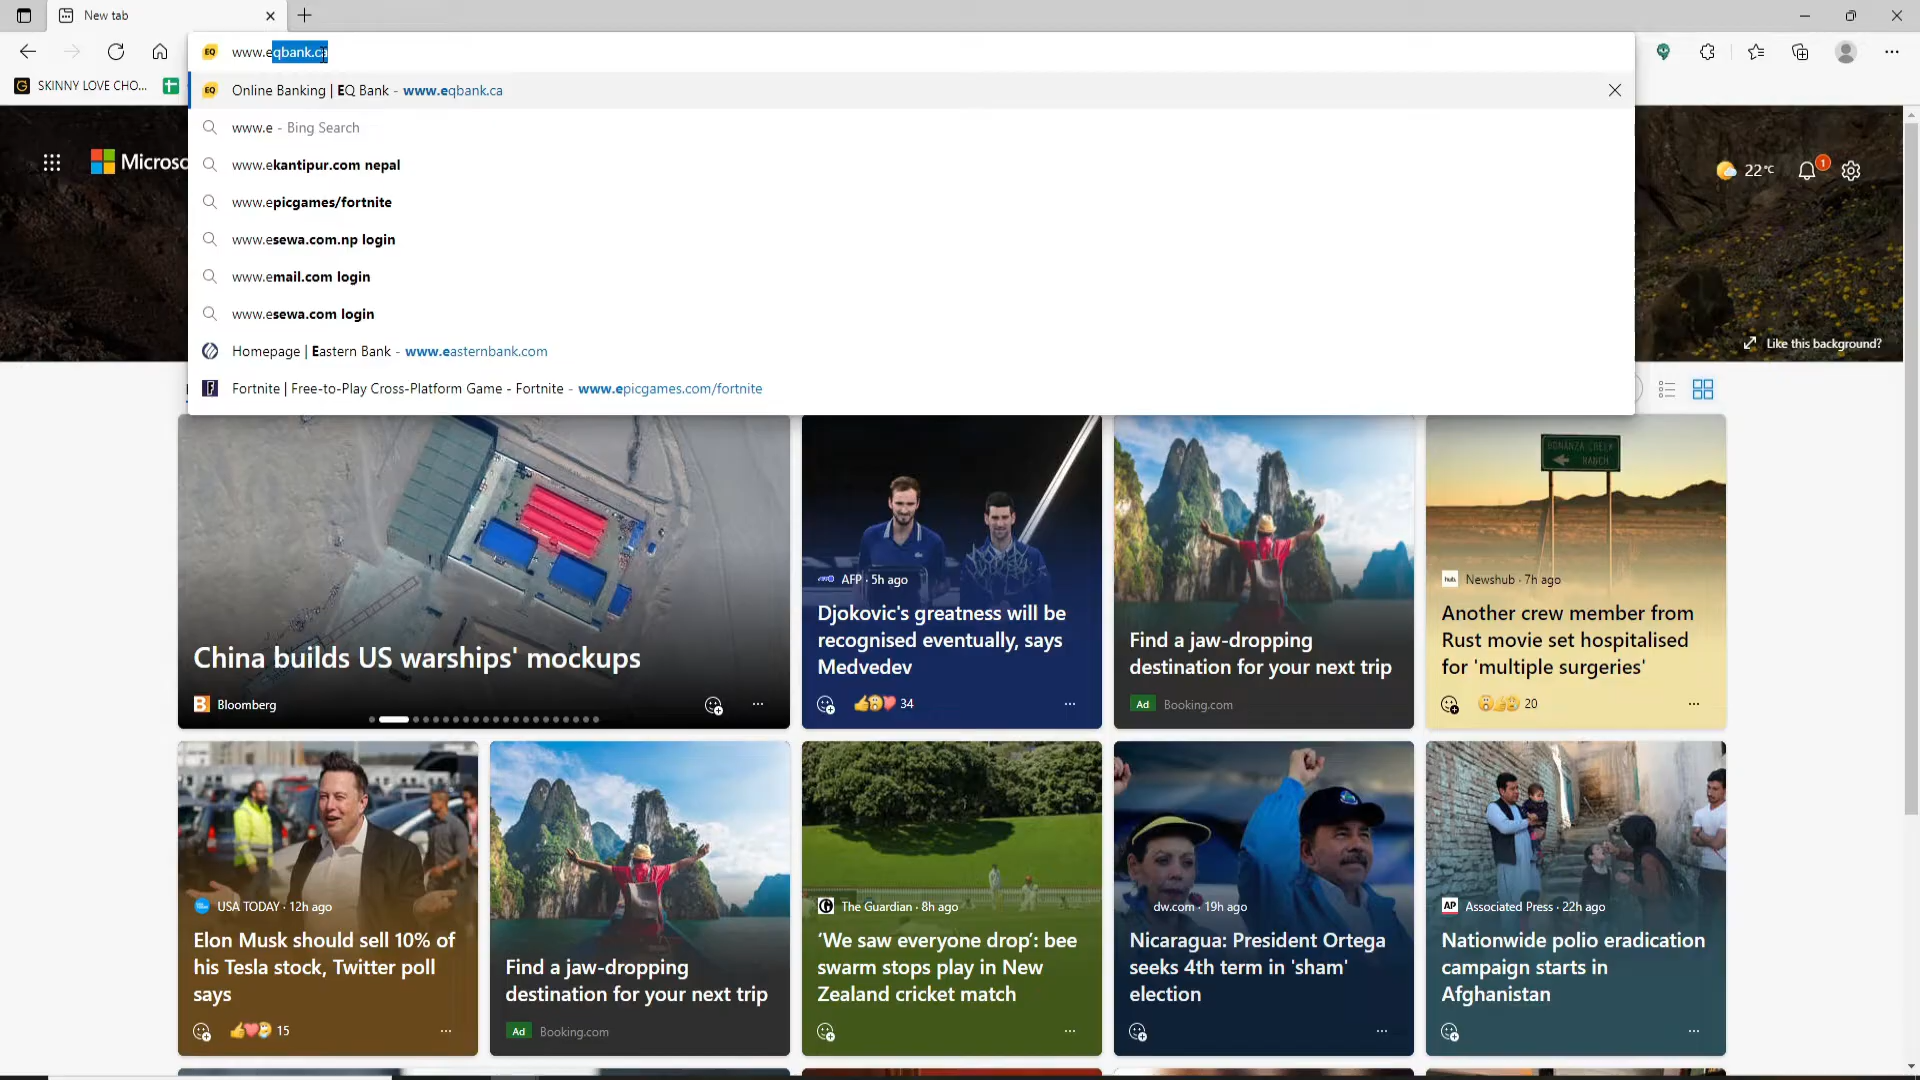 New tab
www.eqbank.ca
SKINNY LOVE CHO...
Online Banking | EQ Bank - www.eqbank.ca
www.e - Bing Search
www.ekantipur.com nepal
www.epicgames/fortnite
www.esewa.com.np login
www.email.com login
www.esewa.com login
Homepage | Eastern Bank - www.easternbank.com
Fortnite | Free-to-Play Cross-Platform Game - Fortnite - www.epicgames.com/fortnite
Microso
22°C
1
Like this background?
China builds US warships' mockups
Bloomberg
AFP · 5h ago
Djokovic's greatness will be
recognised eventually, says
Medvedev
34
Find a jaw-dropping
destination for your next trip
Ad Booking.com
BONANZA CREEK
RANCH
Newshub · 7h ago
Another crew member from
Rust movie set hospitalised
for 'multiple surgeries'
20
USA TODAY · 12h ago
Elon Musk should sell 10% of
his Tesla stock, Twitter poll
says
15
Find a jaw-dropping
destination for your next trip
Ad Booking.com
The Guardian · 8h ago
‘We saw everyone drop’: bee
swarm stops play in New
Zealand cricket match
dw.com · 19h ago
Nicaragua: President Ortega
seeks 4th term in 'sham'
election
AP Associated Press · 22h ago
Nationwide polio eradication
campaign starts in
Afghanistan